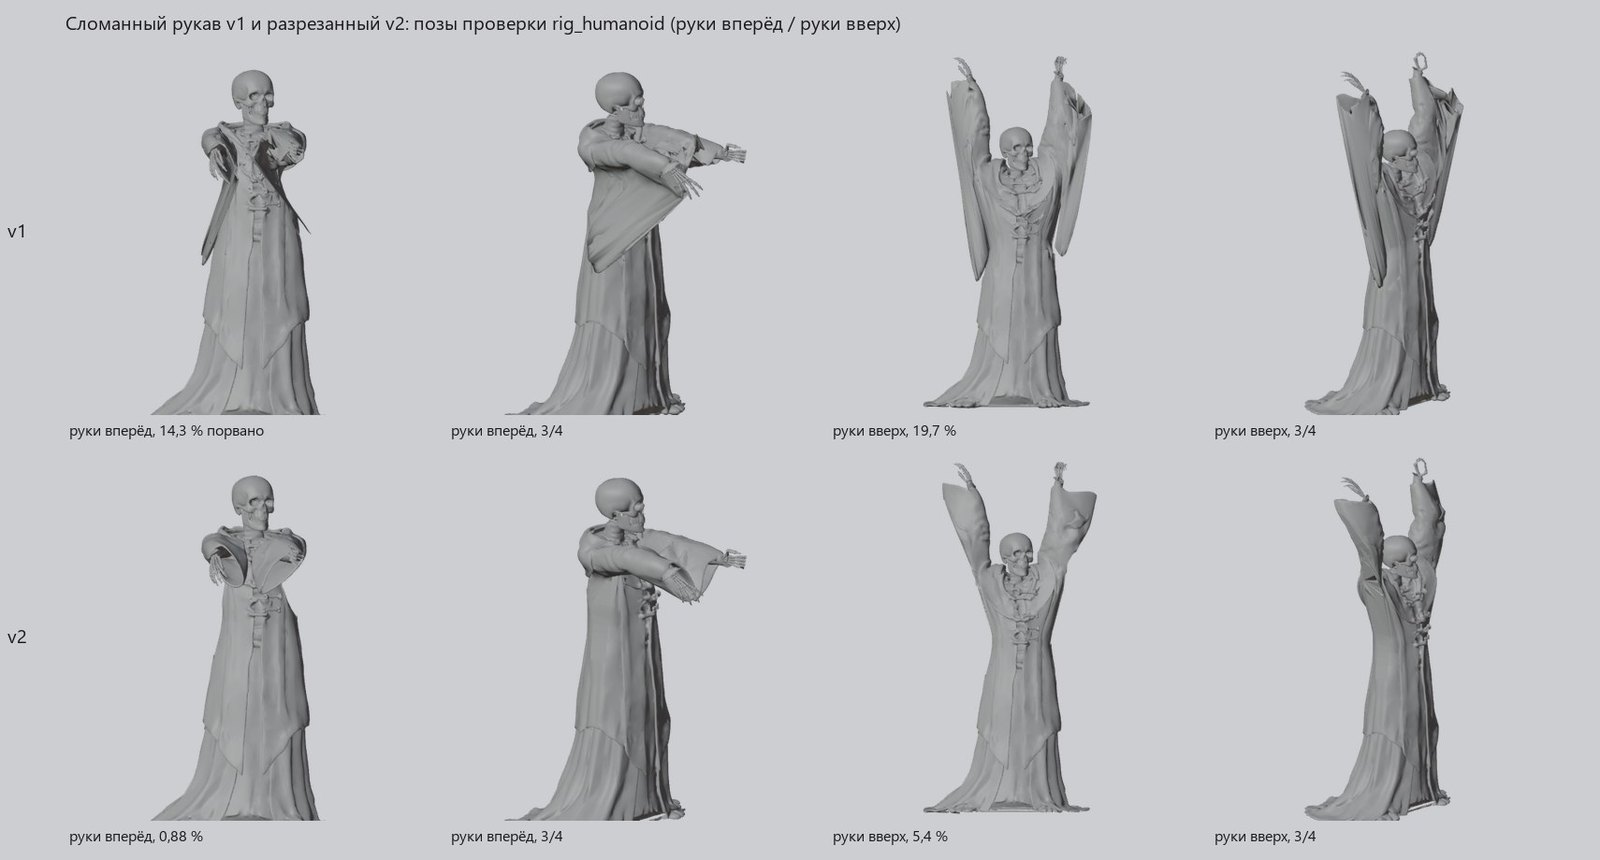 Сломанный рукав v1 и разрезанный v2: позы проверки rig_humanoid (руки вперёд / руки вверх)
v1
руки вперёд, 14,3 % порвано
руки вперёд, 3/4
руки вверх, 19,7 %
руки вверх, 3/4
v2
руки вперёд, 0,88 %
руки вперёд, 3/4
руки вверх, 5,4 %
руки вверх, 3/4